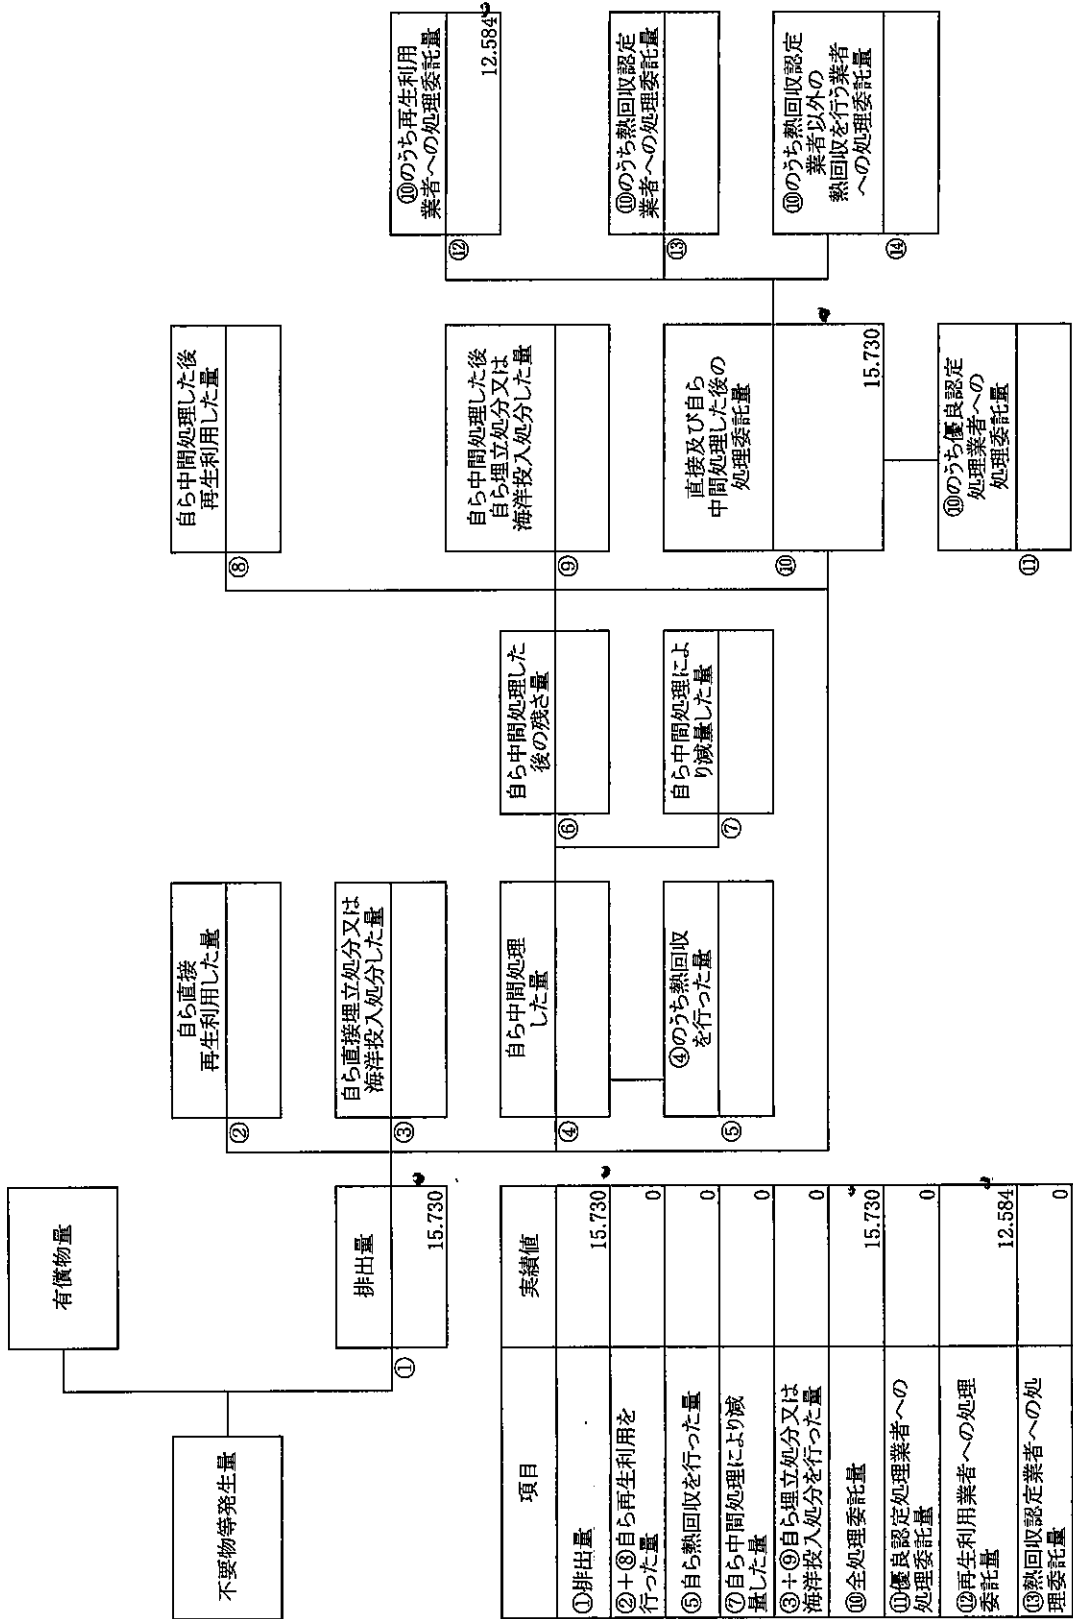 不要物等発生量
有償物量
排出量
①
15.730
②
自ら直接
再生利用した量
③
自ら直接埋立処分又は
海洋投入処分した量
④
自ら中間処理
した量
⑤
④のうち熱回収
を行った量
⑥
自ら中間処理した
後の残さ量
⑦
自ら中間処理によ
り減量した量
⑧
自ら中間処理した後
再生利用した量
⑨
自ら中間処理した後
自ら埋立処分又は
海洋投入処分した量
⑩
直接及び自ら
中間処理した後の
処理委託量
15.730
⑪
⑩のうち優良認定
処理業者への
処理委託量
⑫
⑩のうち再生利用
業者への処理委託量
12.584
⑬
⑩のうち熱回収認定
業者への処理委託量
⑭
⑩のうち熱回収認定
業者以外の
熱回収を行う業者
への処理委託量
項目 実績値
①排出量 15.730
②+⑧自ら再生利用を
行った量 0
⑤自ら熱回収を行った量 0
⑦自ら中間処理により減
量した量 0
③+⑨自ら埋立処分又は
海洋投入処分を行った量 0
⑩全処理委託量 15.730
⑪優良認定処理業者への
処理委託量 0
⑫再生利用業者への処理
委託量 12.584
⑬熱回収認定業者への処
理委託量 0